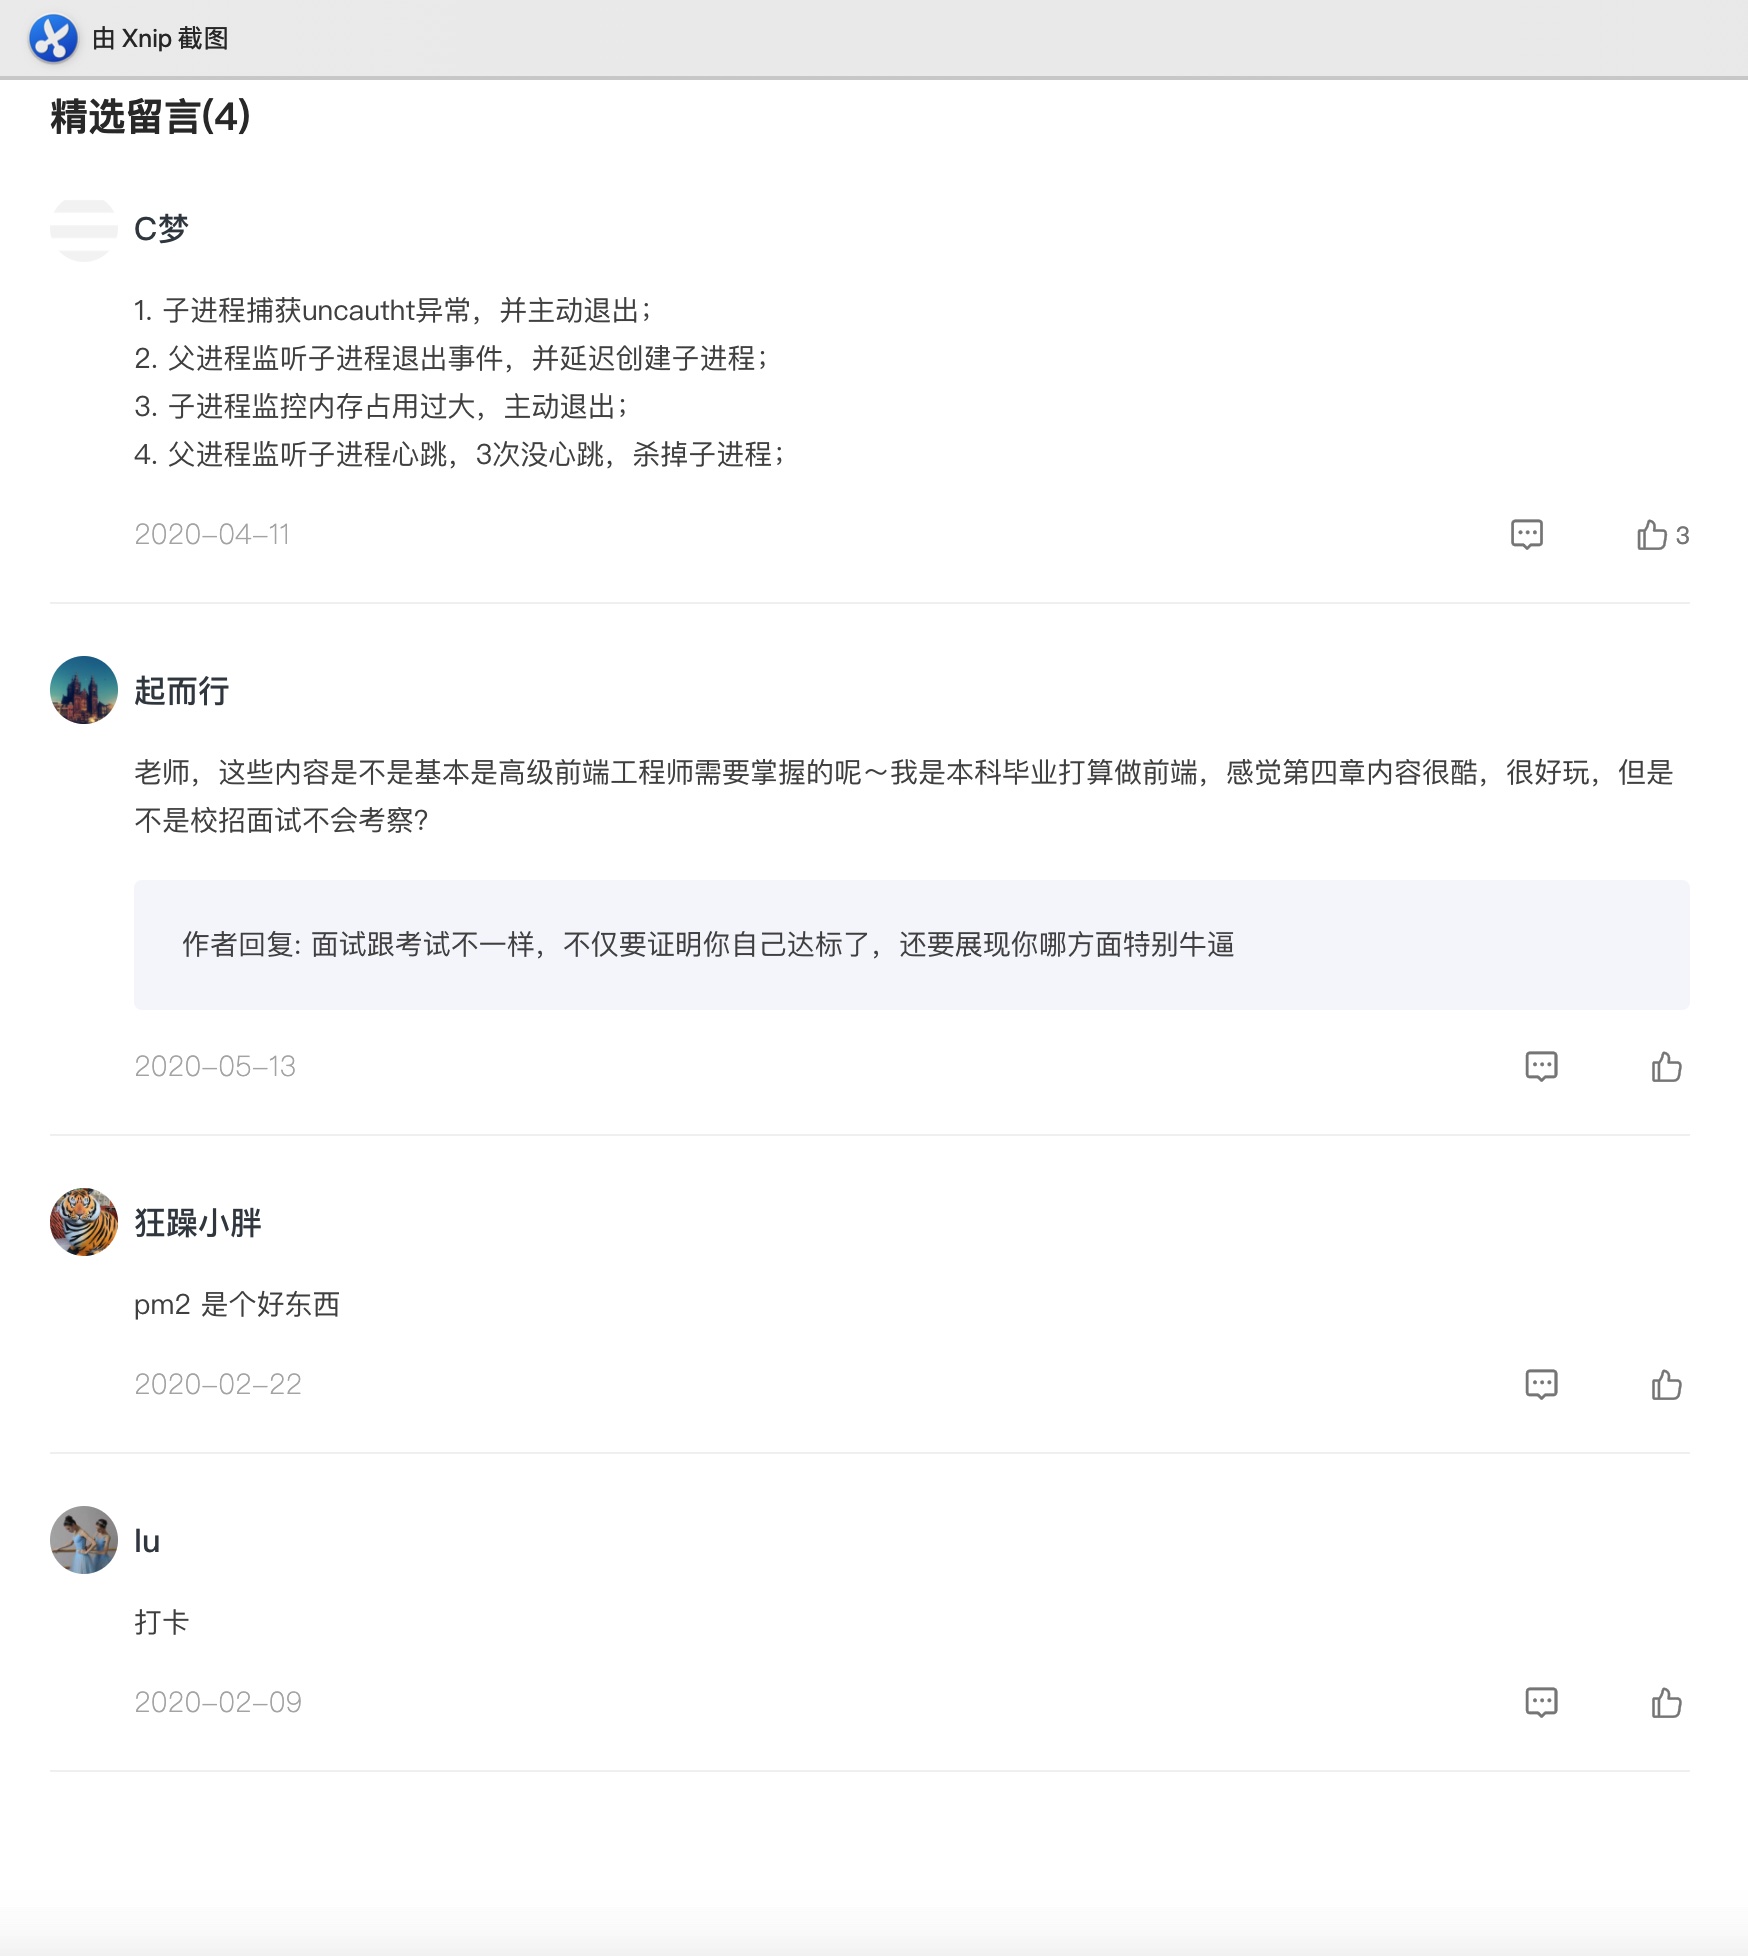 由 Xnip 截图
精选留言(4)
C梦
1. 子进程捕获uncautht异常，并主动退出；
2. 父进程监听子进程退出事件，并延迟创建子进程；
3. 子进程监控内存占用过大，主动退出；
4. 父进程监听子进程心跳，3次没心跳，杀掉子进程；
2020-04-11
3
起而行
老师，这些内容是不是基本是高级前端工程师需要掌握的呢～我是本科毕业打算做前端，感觉第四章内容很酷，很好玩，但是
不是校招面试不会考察？
作者回复: 面试跟考试不一样，不仅要证明你自己达标了，还要展现你哪方面特别牛逼
2020-05-13
狂躁小胖
pm2 是个好东西
2020-02-22
lu
打卡
2020-02-09